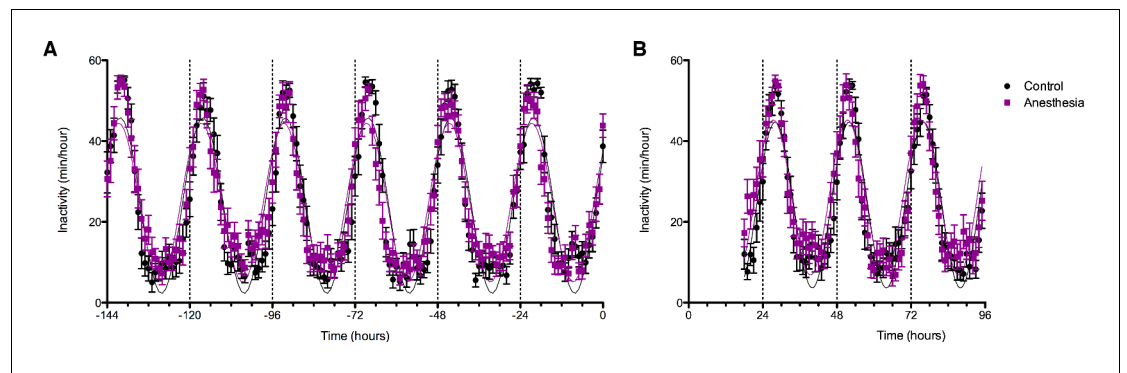 A
B
60
40
20
0
Inactivity (min/hour)
-144
-120
-96
-72
-48
-24
0
Time (hours)
60
40
20
0
Inactivity (min/hour)
0
24
48
72
96
Time (hours)
Control
Anesthesia